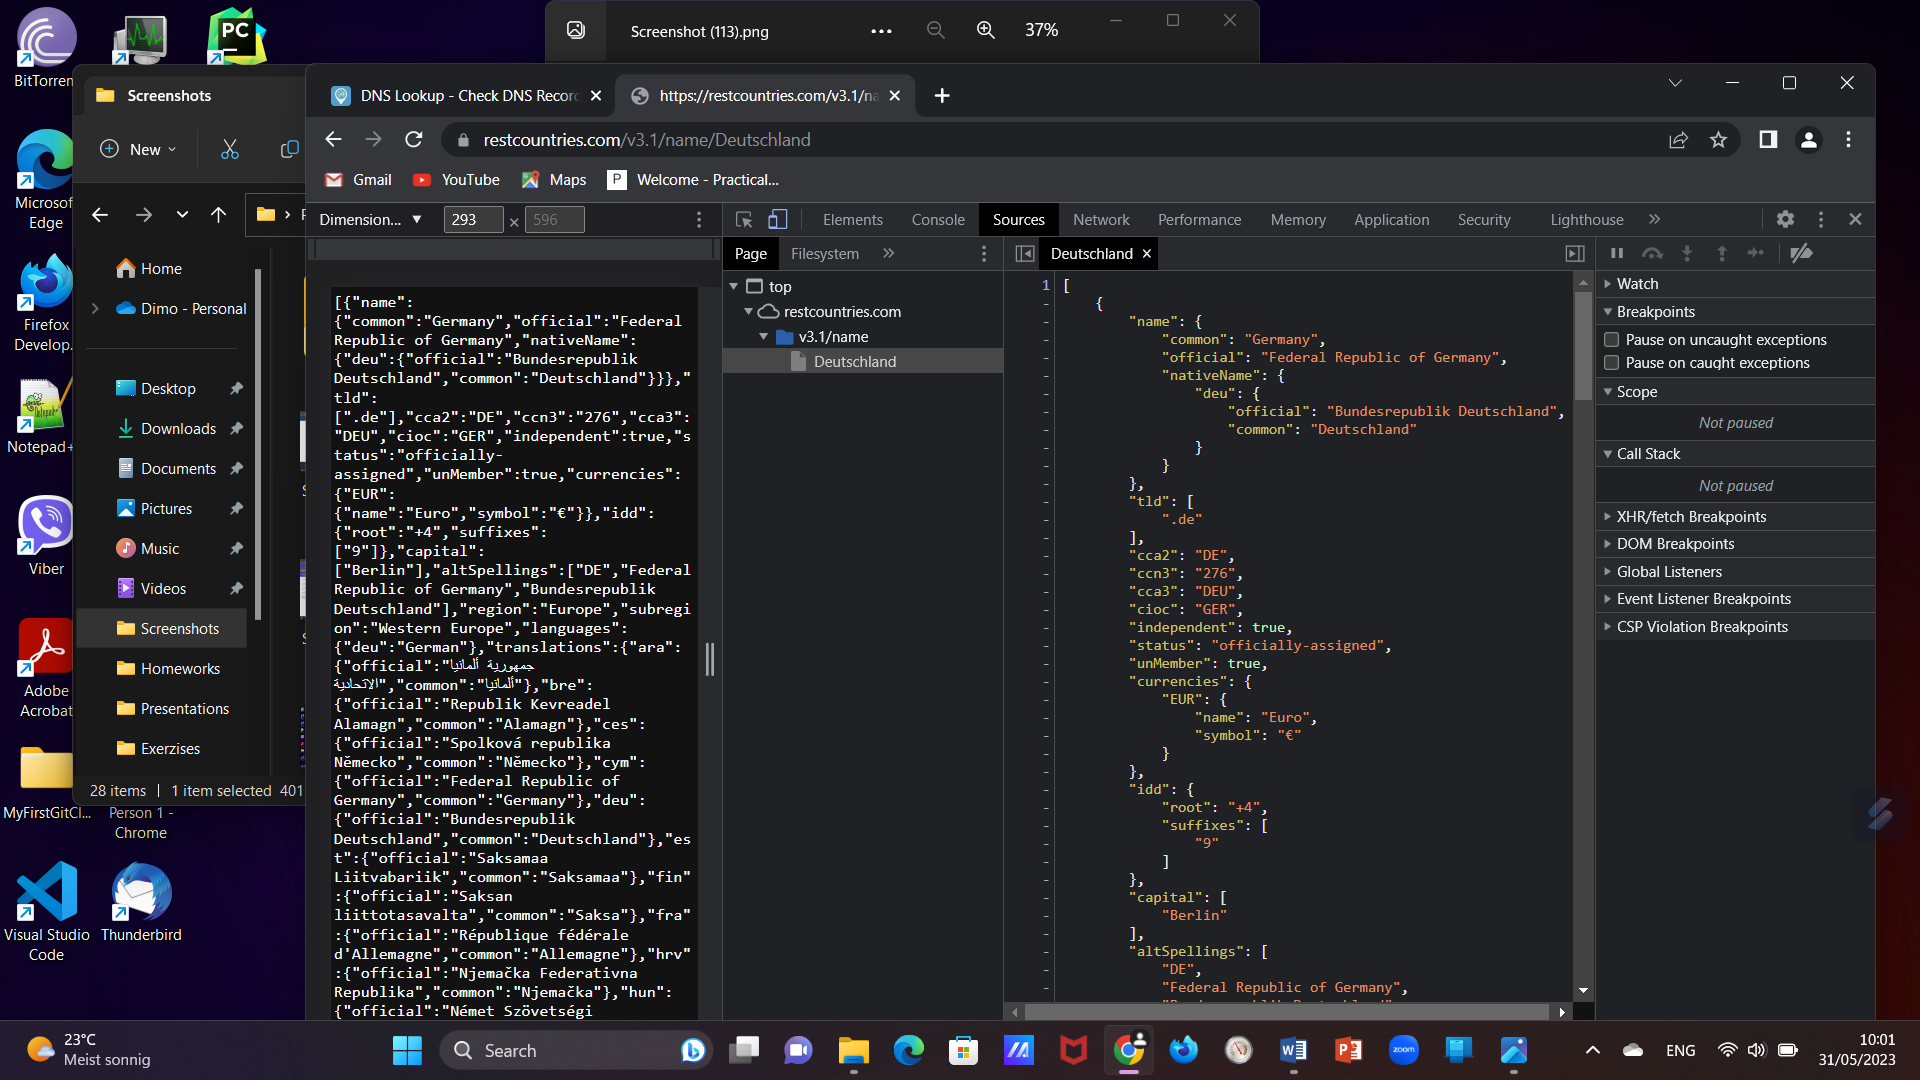 BitTorren
PC
Microsof
Edge
Firefox
Develop...
Notepad+
Viber
Adobe
Acrobat
MyFirstGitCl...
Person 1 -
Chrome
Visual Studio
Code
Thunderbird
Screenshot (113).png
37%
Screenshots
New
Home
Dimo - Personal
Desktop
Downloads
Documents
Pictures
Music
Videos
Screenshots
Homeworks
Presentations
Exerzises
28 items | 1 item selected 401
DNS Lookup - Check DNS Recor
https://restcountries.com/v3.1/na
restcountries.com/v3.1/name/Deutschland
Gmail
YouTube
Maps
P Welcome - Practical...
Dimension...
293 × 596
Elements
Console
Sources
Network
Performance
Memory
Application
Security
Lighthouse
[{"name":
{"common":"Germany","official":"Federal
Republic of Germany","nativeName":
{"deu":{"official":"Bundesrepublik
Deutschland","common":"Deutschland"}}},"
tld":
[".de"],"cca2":"DE","ccn3":"276","cca3":
"DEU","cioc":"GER","independent":true,"s
tatus":"officially-
assigned","unMember":true,"currencies":
{"EUR":
{"name":"Euro","symbol":"€"}},"idd":
{"root":"+4","suffixes":
["9"]},"capital":
["Berlin"],"altSpellings":["DE","Federal
Republic of Germany","Bundesrepublik
Deutschland"],"region":"Europe","subregi
on":"Western Europe","languages":
{"deu":"German"},"translations":{"ara":
{"official":"جمهورية ألمانيا
الاتحادية","common":"ألمانيا"},"bre":
{"official":"Republik Kevreadel
Alamagn","common":"Alamagn"},"ces":
{"official":"Spolková republika
Německo","common":"Německo"},"cym":
{"official":"Federal Republic of
Germany","common":"Germany"},"deu":
{"official":"Bundesrepublik
Deutschland","common":"Deutschland"},"es
t":{"official":"Saksamaa
Liitvabariik","common":"Saksamaa"},"fin"
:{"official":"Saksan
liittotasavalta","common":"Saksa"},"fra"
:{"official":"République fédérale
d'Allemagne","common":"Allemagne"},"hrv"
:{"official":"Njemačka Federativna
Republika","common":"Njemačka"},"hun":
{"official":"Német Szövetségi
Page
Filesystem
top
restcountries.com
v3.1/name
Deutschland
Deutschland
1 [
{
"name": {
"common": "Germany",
"official": "Federal Republic of Germany",
"nativeName": {
"deu": {
"official": "Bundesrepublik Deutschland",
"common": "Deutschland"
}
}
},
"tld": [
".de"
],
"cca2": "DE",
"ccn3": "276",
"cca3": "DEU",
"cioc": "GER",
"independent": true,
"status": "officially-assigned",
"unMember": true,
"currencies": {
"EUR": {
"name": "Euro",
"symbol": "€"
}
},
"idd": {
"root": "+4",
"suffixes": [
"9"
]
},
"capital": [
"Berlin"
],
"altSpellings": [
"DE",
"Federal Republic of Germany",
Watch
Breakpoints
Pause on uncaught exceptions
Pause on caught exceptions
Scope
Not paused
Call Stack
Not paused
XHR/fetch Breakpoints
DOM Breakpoints
Global Listeners
Event Listener Breakpoints
CSP Violation Breakpoints
23°C
Meist sonnig
Search
zoom
ENG
10:01
31/05/2023